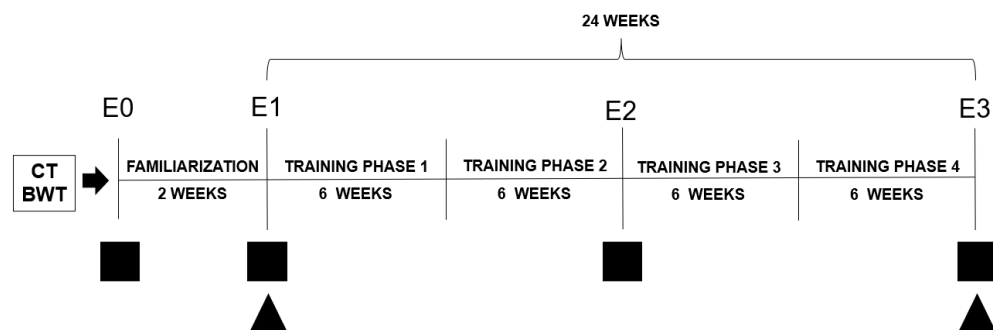 24 WEEKS
E0
E1
E2
E3
CT
BWT
FAMILIARIZATION
TRAINING PHASE 1
TRAINING PHASE 2
TRAINING PHASE 3
TRAINING PHASE 4
2 WEEKS
6 WEEKS
6 WEEKS
6 WEEKS
6 WEEKS